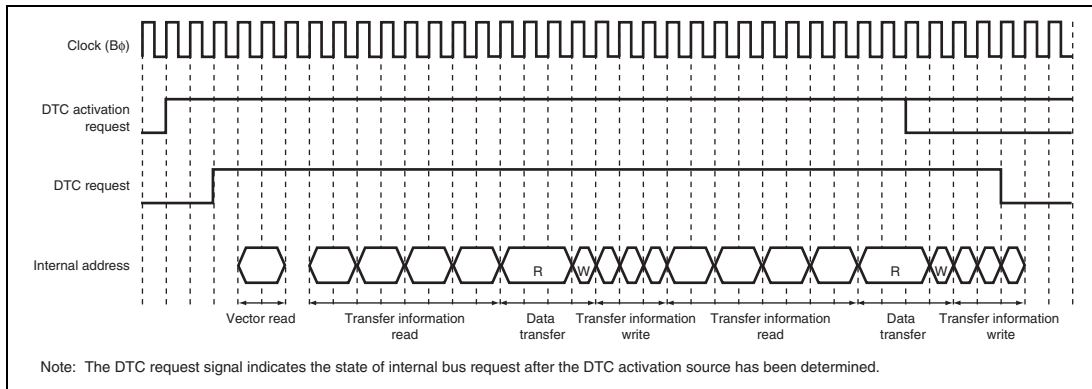 Clock (Bφ)
DTC activation
request
DTC request
Internal address
R
W
R
W
Vector read
Transfer information
read
Data
transfer
Transfer information
write
Transfer information
read
Data
transfer
Transfer information
write
Note: The DTC request signal indicates the state of internal bus request after the DTC activation source has been determined.